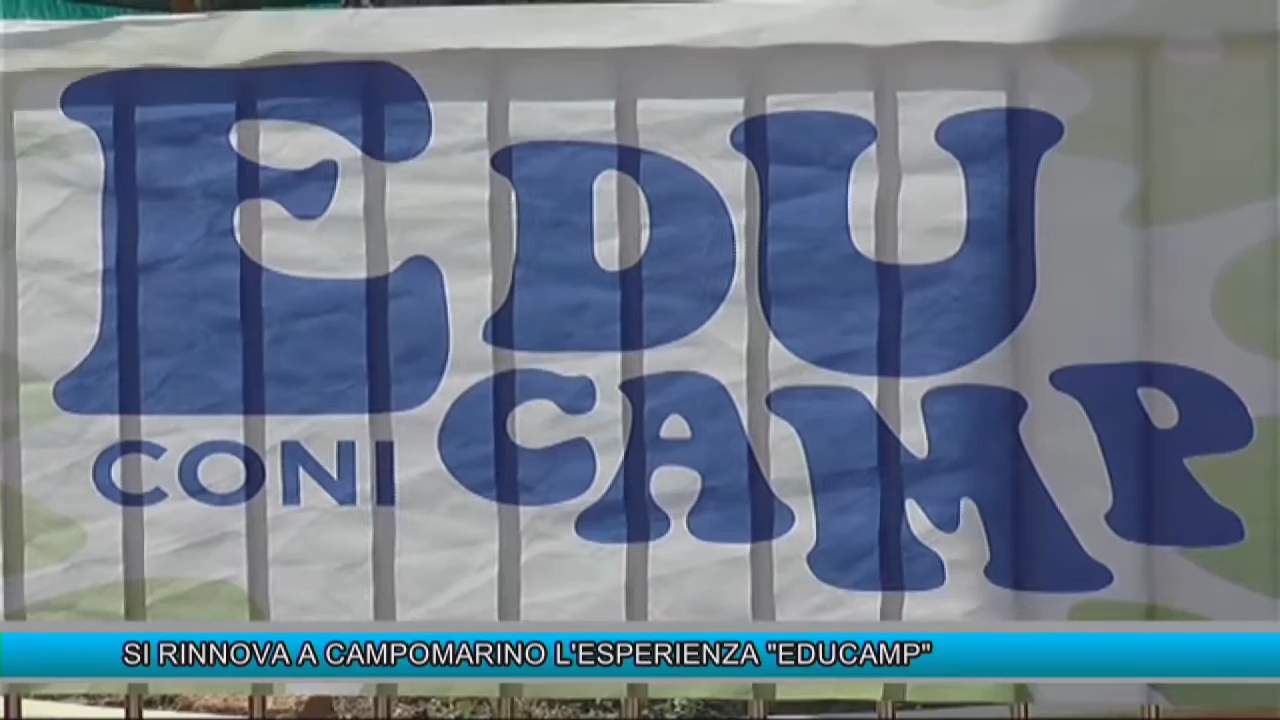 EDU
CONI CAMP
SI RINNOVA A CAMPOMARINO L'ESPERIENZA "EDUCAMP"